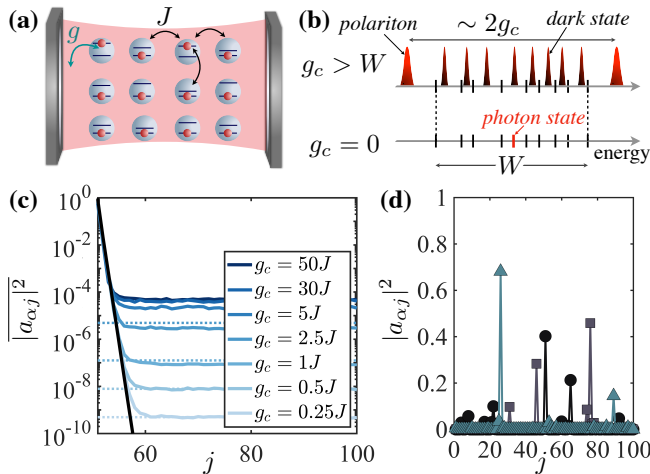 (a)
g
J
(b)
polariton
~ 2g_c
dark state
g_c > W
photon state
g_c = 0
energy
W
(c)
10^0
10^-2
10^-4
10^-6
10^-8
10^-10
|a_αj|^2
60
80
100
j
g_c = 50J
g_c = 30J
g_c = 5J
g_c = 2.5J
g_c = 1J
g_c = 0.5J
g_c = 0.25J
(d)
1
0.8
0.6
0.4
0.2
0
|a_αj|^2
0 20 40 60 80 100
j